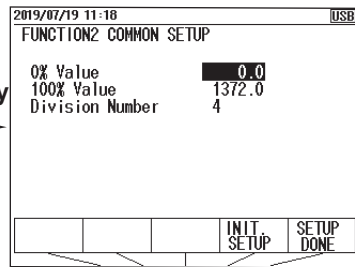 2019/07/19 11:18 USB
FUNCTION2 COMMON SETUP
0% Value 0.0
100% Value 1372.0
Division Number 4
INIT. SETUP
SETUP DONE